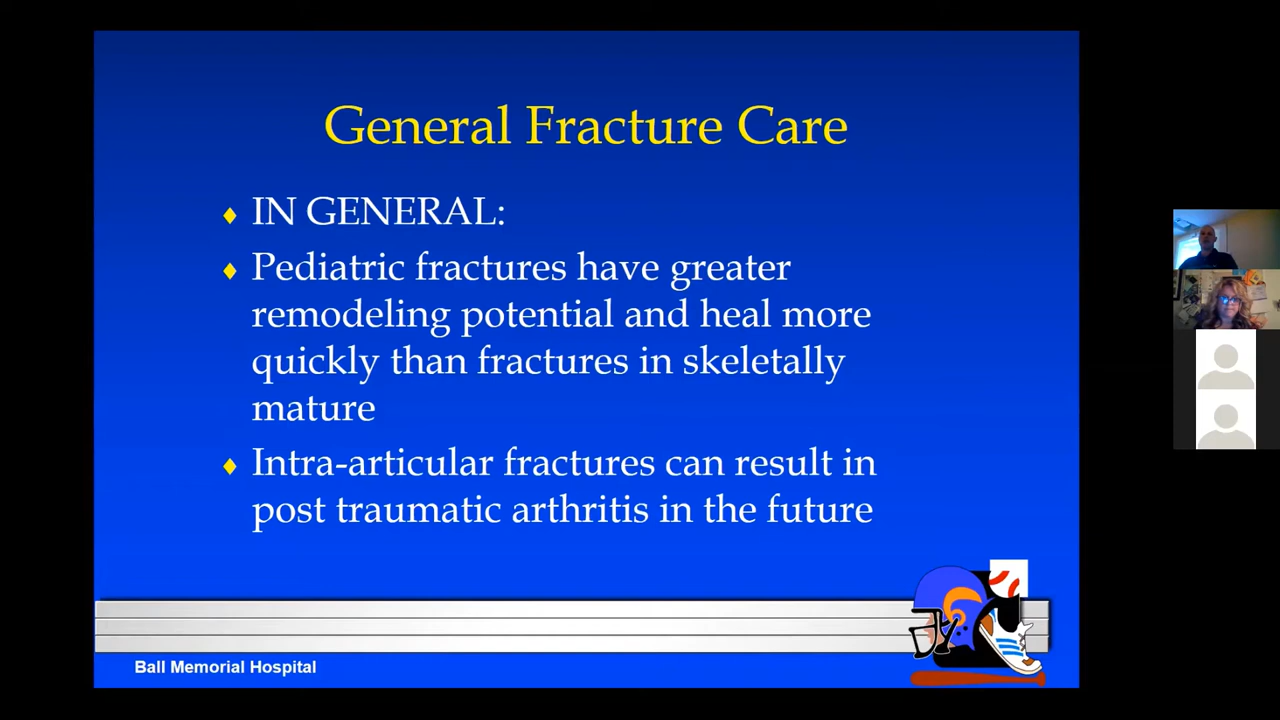 General Fracture Care
IN GENERAL:
Pediatric fractures have greater
remodeling potential and heal more
quickly than fractures in skeletally
mature
Intra-articular fractures can result in
post traumatic arthritis in the future
Ball Memorial Hospital